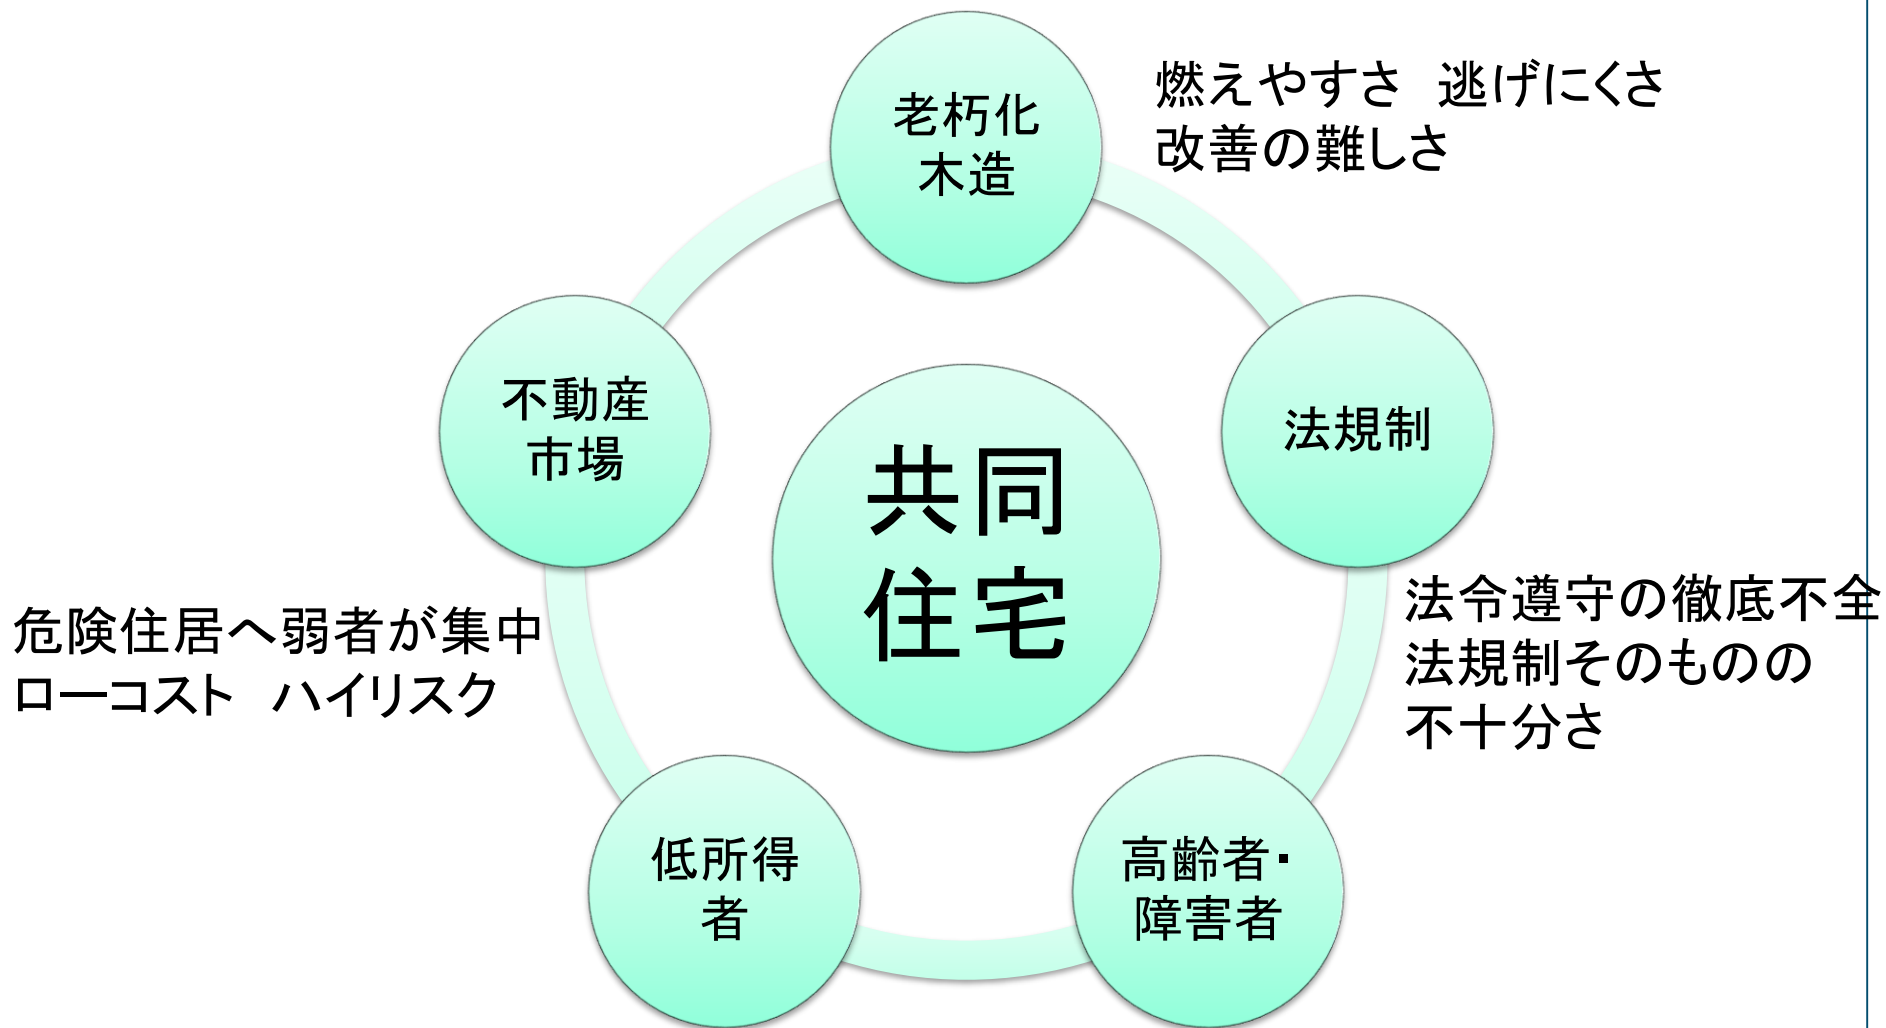 老朽化
木造
燃えやすさ　逃げにくさ
改善の難しさ
不動産
市場
法規制
共同
住宅
危険住居へ弱者が集中
ローコスト　ハイリスク
法令遵守の徹底不全
法規制そのものの
不十分さ
低所得
者
高齢者・
障害者